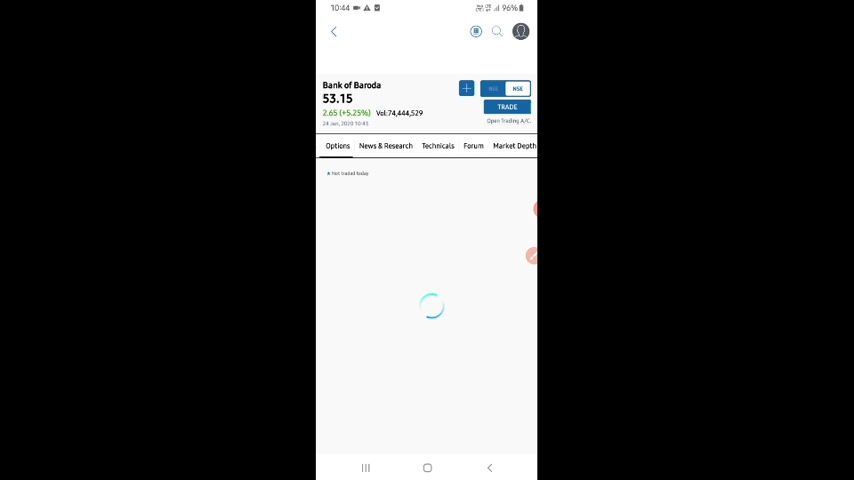 10:44 96%
Bank of Baroda
53.15
BSE NSE
TRADE
2.65 (+5.25%) Vol:74,444,529
24 Jun, 2020 10:43
Open Trading A/C.
Options News & Research Technicals Forum Market Depth
Not traded today